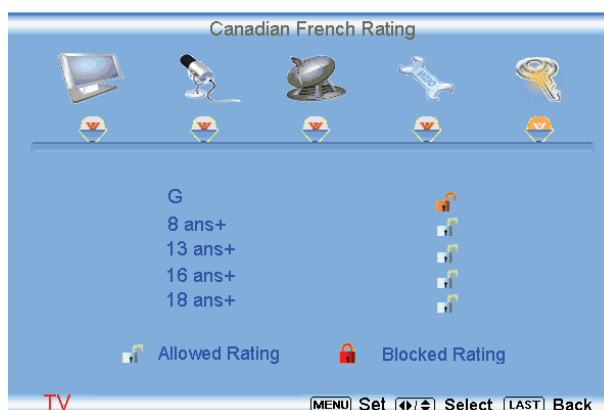 Canadian French Rating
G
8 ans+
13 ans+
16 ans+
18 ans+
Allowed Rating Blocked Rating
TV MENU Set / Select LAST Back